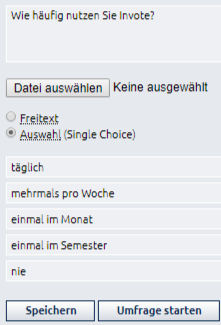 Wie häufig nutzen Sie Invote?
Datei auswählen Keine ausgewählt
Freitext
Auswahl (Single Choice)
täglich
mehrmals pro Woche
einmal im Monat
einmal im Semester
nie
Speichern Umfrage starten